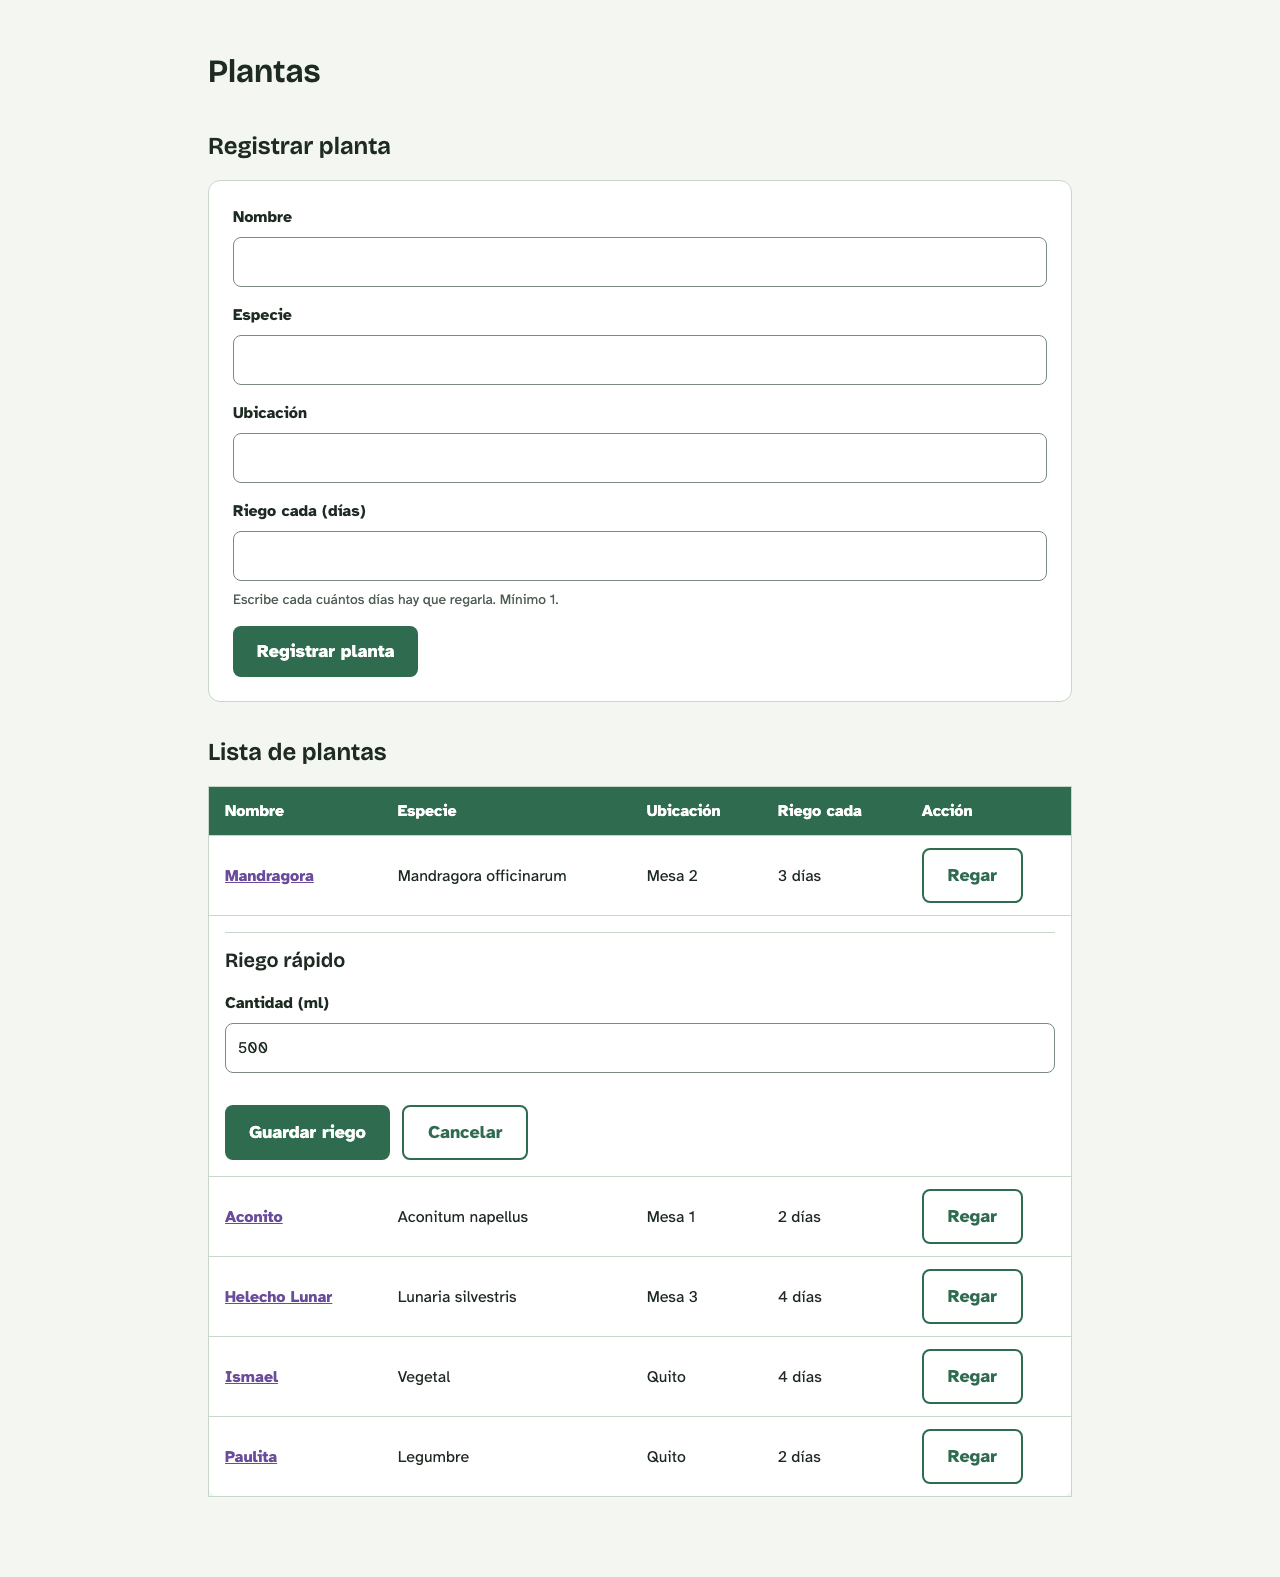 Plantas
Registrar planta
Nombre
Especie
Ubicación
Riego cada (días)
Escribe cada cuántos días hay que regarla. Mínimo 1.
Registrar planta
Lista de plantas
Nombre Especie Ubicación Riego cada Acción
Mandragora Mandragora officinarum Mesa 2 3 días Regar
Riego rápido
Cantidad (ml)
500
Guardar riego Cancelar
Aconito Aconitum napellus Mesa 1 2 días Regar
Helecho Lunar Lunaria silvestris Mesa 3 4 días Regar
Ismael Vegetal Quito 4 días Regar
Paulita Legumbre Quito 2 días Regar